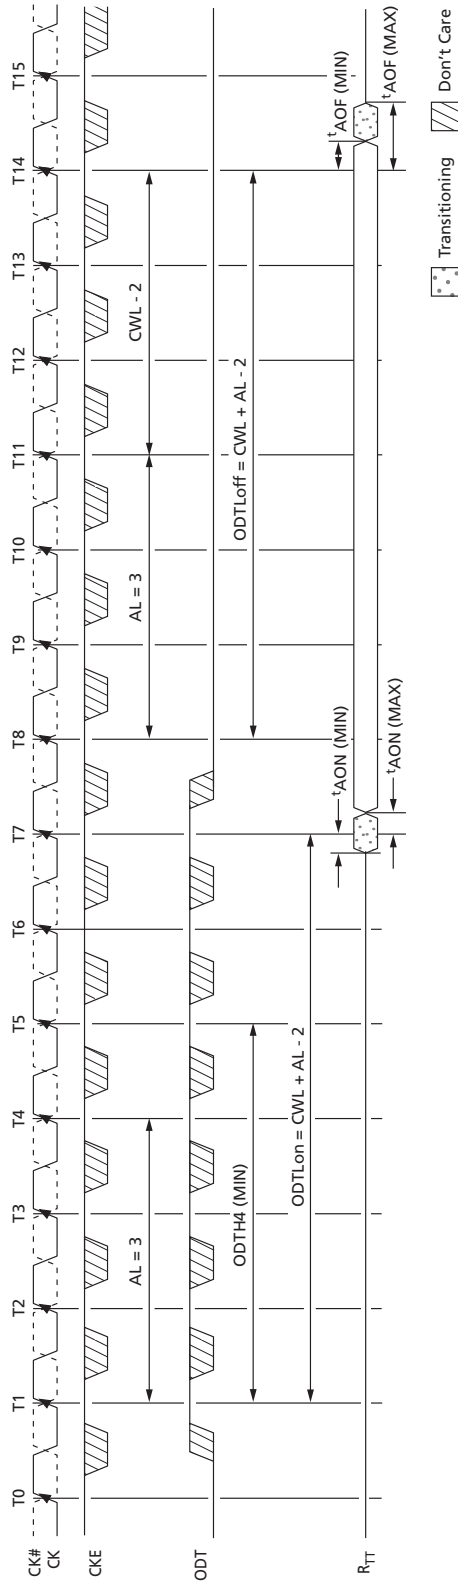 T0 T1 T2 T3 T4 T5 T6 T7 T8 T9 T10 T11 T12 T13 T14 T15
CK#
CK
CKE
AL = 3
AL = 3
CWL - 2
ODT
ODTH4 (MIN)
ODTLoff = CWL + AL - 2
ODTLon = CWL + AL - 2
tAON (MIN)
tAOF (MIN)
RTT
tAON (MAX)
tAOF (MAX)
Transitioning
Don't Care